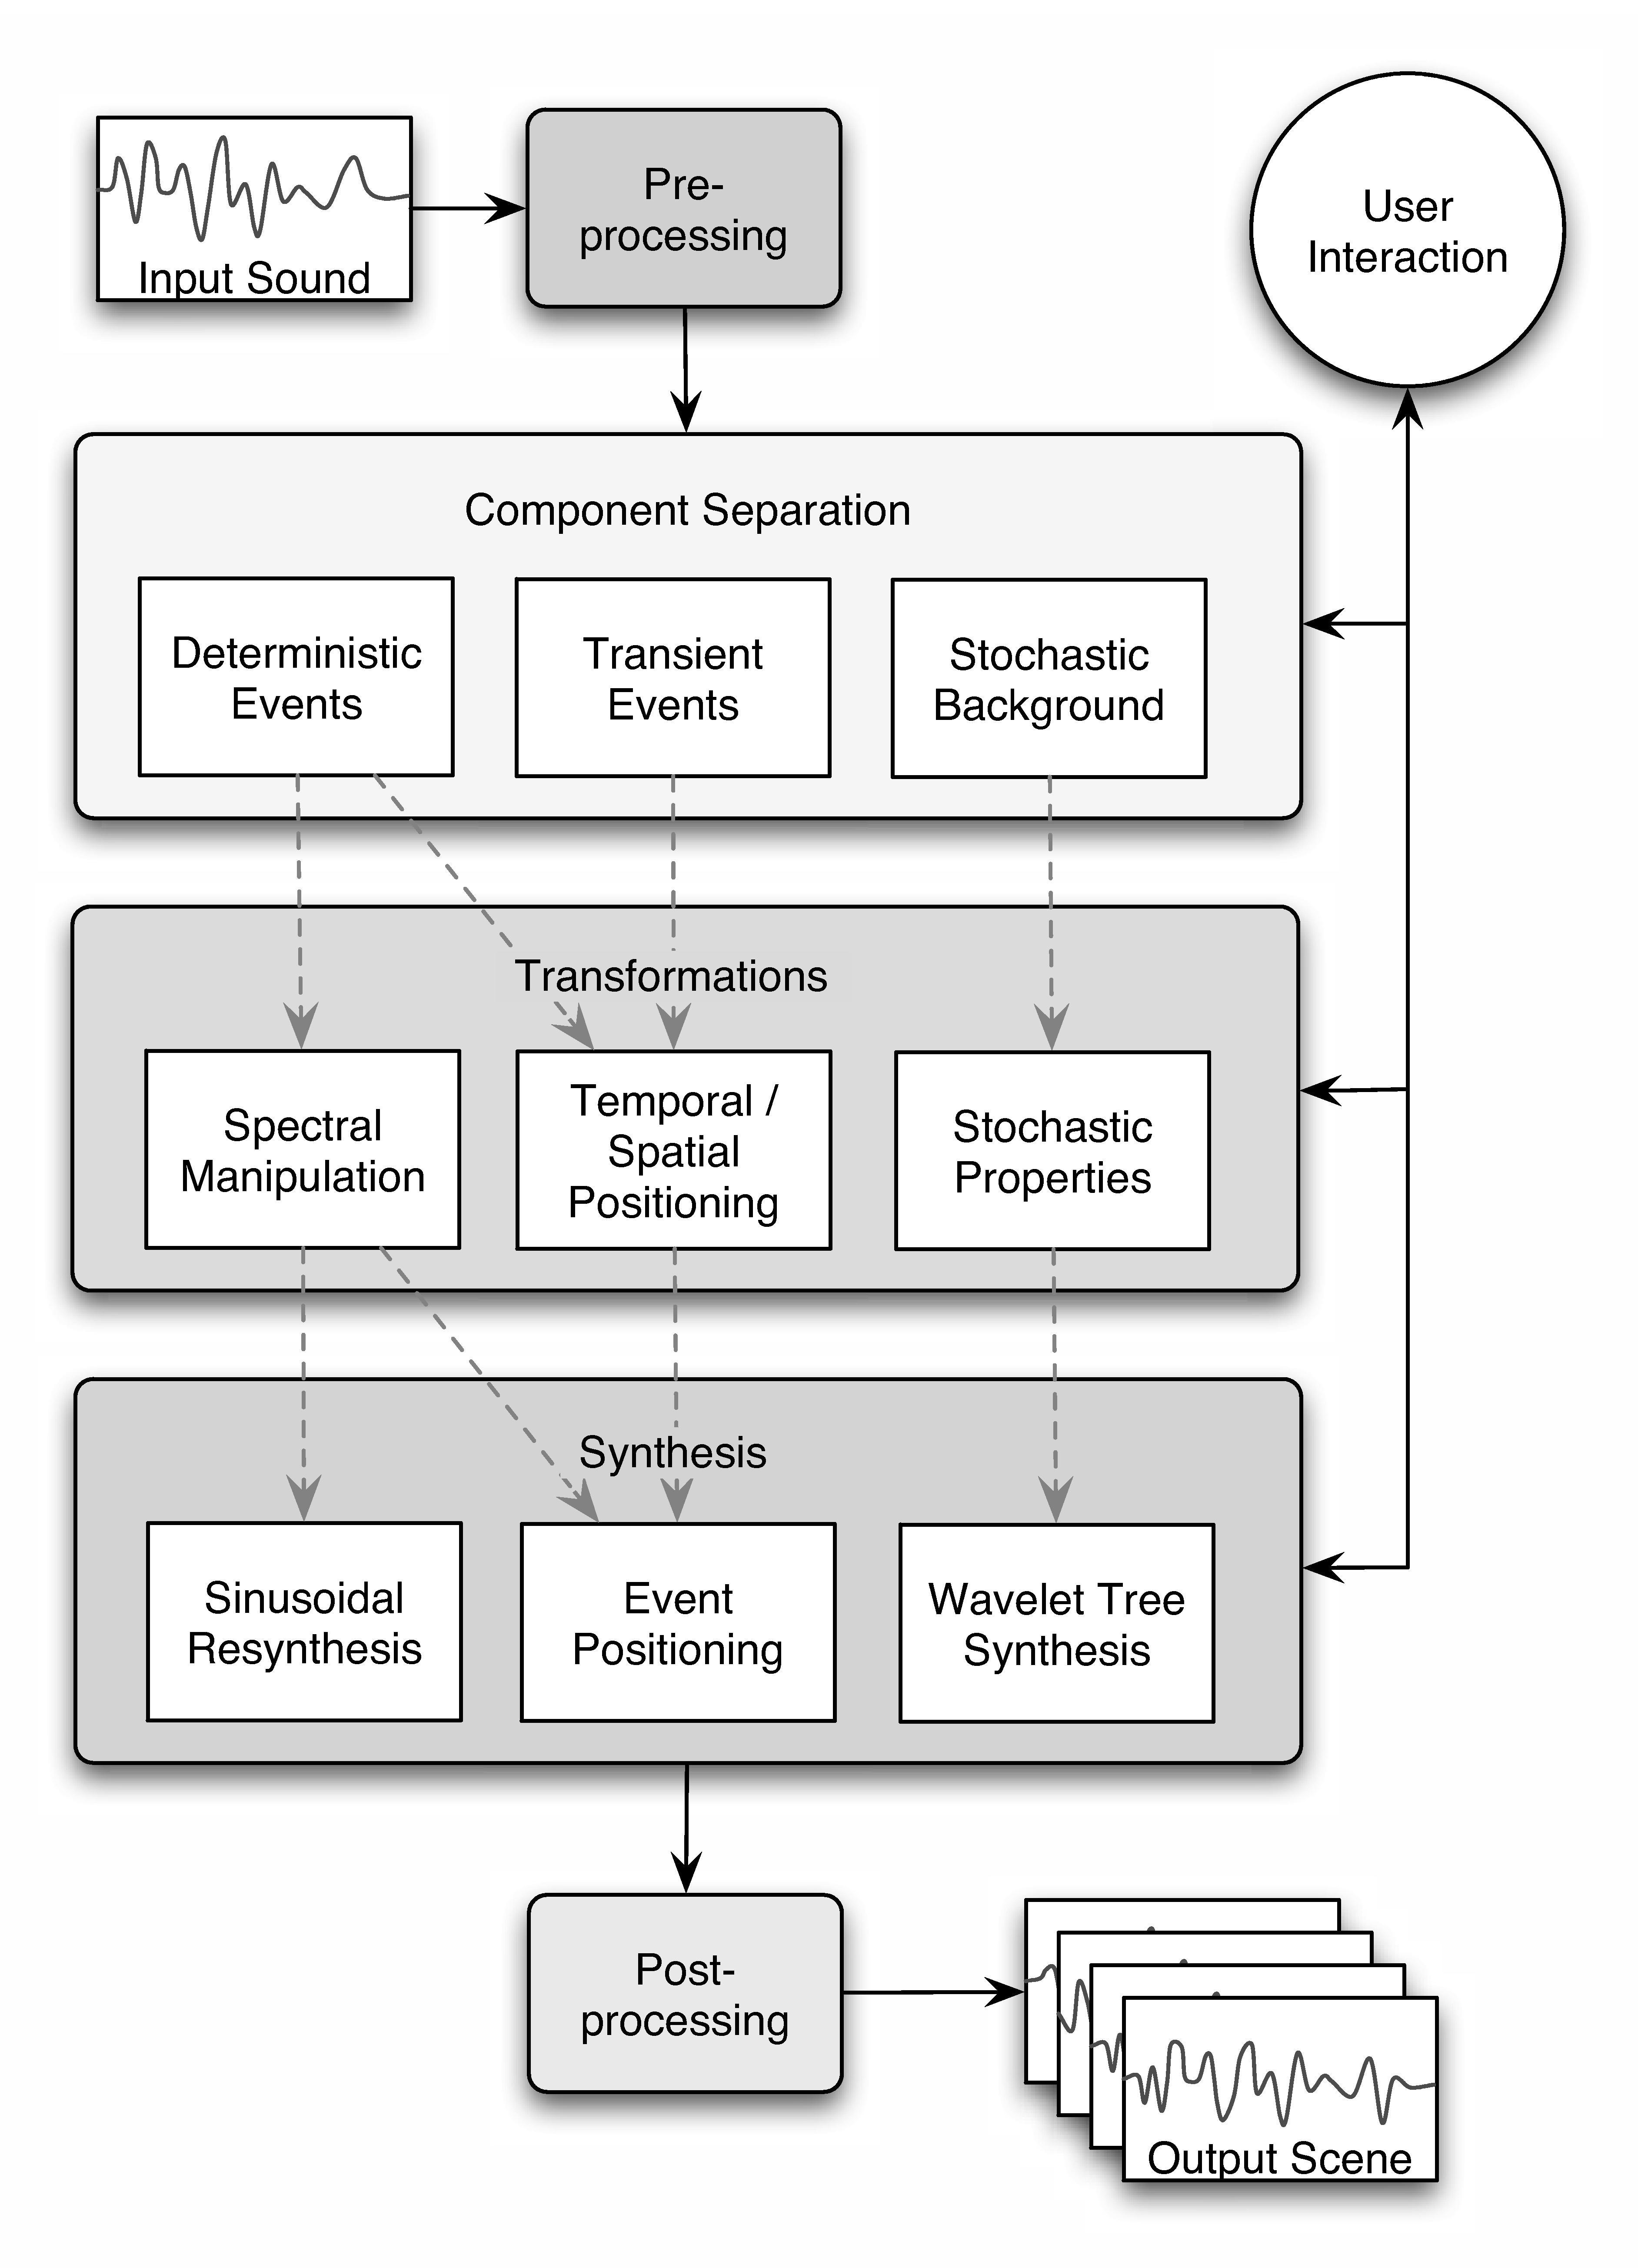 Input Sound
Pre-
processing
User
Interaction
Component Separation
Deterministic
Events
Transient
Events
Stochastic
Background
Transformations
Spectral
Manipulation
Temporal /
Spatial
Positioning
Stochastic
Properties
Synthesis
Sinusoidal
Resynthesis
Event
Positioning
Wavelet Tree
Synthesis
Post-
processing
Output Scene